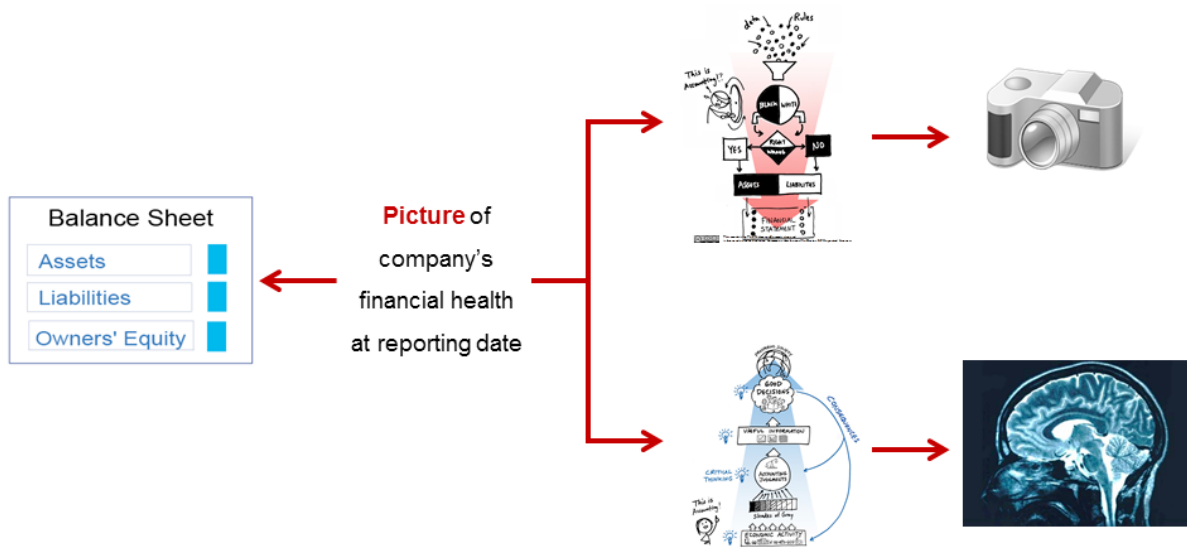 Balance Sheet
Assets
Liabilities
Owners' Equity
Picture of
company's
financial health
at reporting date
data
Rules
This is
Accounting!?
BLACK WHITE
RIGHT
WRONG
YES
NO
ASSETS
LIABILITIES
FINANCIAL
STATEMENT
GOOD
DECISIONS
CONSEQUENCES
USEFUL INFORMATION
CRITICAL
THINKING
ACCOUNTING
JUDGMENTS
Shades of Gray
This is
Accounting!
ECONOMIC ACTIVITY